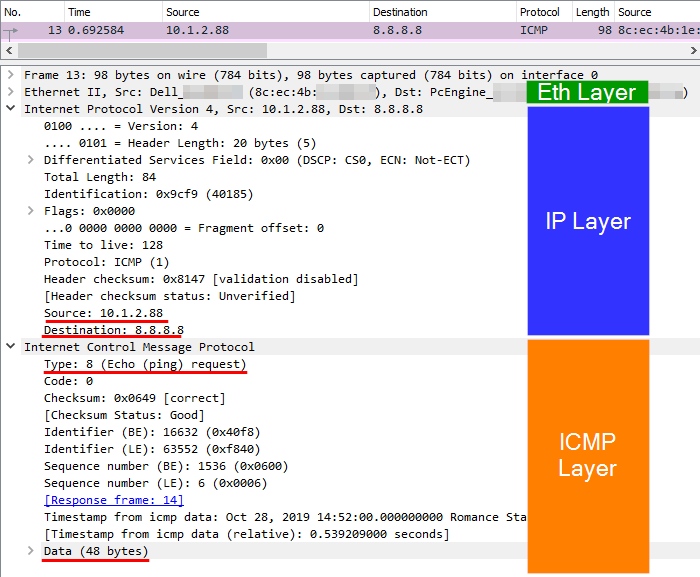 No. Time Source Destination Protocol Length Source
13 0.692584 10.1.2.88 8.8.8.8 ICMP 98 8c:ec:4b:1e:
Frame 13: 98 bytes on wire (784 bits), 98 bytes captured (784 bits) on interface 0
Ethernet II, Src: Dell_ (8c:ec:4b: ), Dst: PcEngine_ )
Eth Layer
Internet Protocol Version 4, Src: 10.1.2.88, Dst: 8.8.8.8
0100 .... = Version: 4
.... 0101 = Header Length: 20 bytes (5)
Differentiated Services Field: 0x00 (DSCP: CS0, ECN: Not-ECT)
Total Length: 84
Identification: 0x9cf9 (40185)
Flags: 0x0000
...0 0000 0000 0000 = Fragment offset: 0
Time to live: 128
Protocol: ICMP (1)
Header checksum: 0x8147 [validation disabled]
[Header checksum status: Unverified]
Source: 10.1.2.88
Destination: 8.8.8.8
IP Layer
Internet Control Message Protocol
Type: 8 (Echo (ping) request)
Code: 0
Checksum: 0x0649 [correct]
[Checksum Status: Good]
Identifier (BE): 16632 (0x40f8)
Identifier (LE): 63552 (0xf840)
Sequence number (BE): 1536 (0x0600)
Sequence number (LE): 6 (0x0006)
[Response frame: 14]
Timestamp from icmp data: Oct 28, 2019 14:52:00.000000000 Romance Sta
[Timestamp from icmp data (relative): 0.539209000 seconds]
Data (48 bytes)
ICMP
Layer